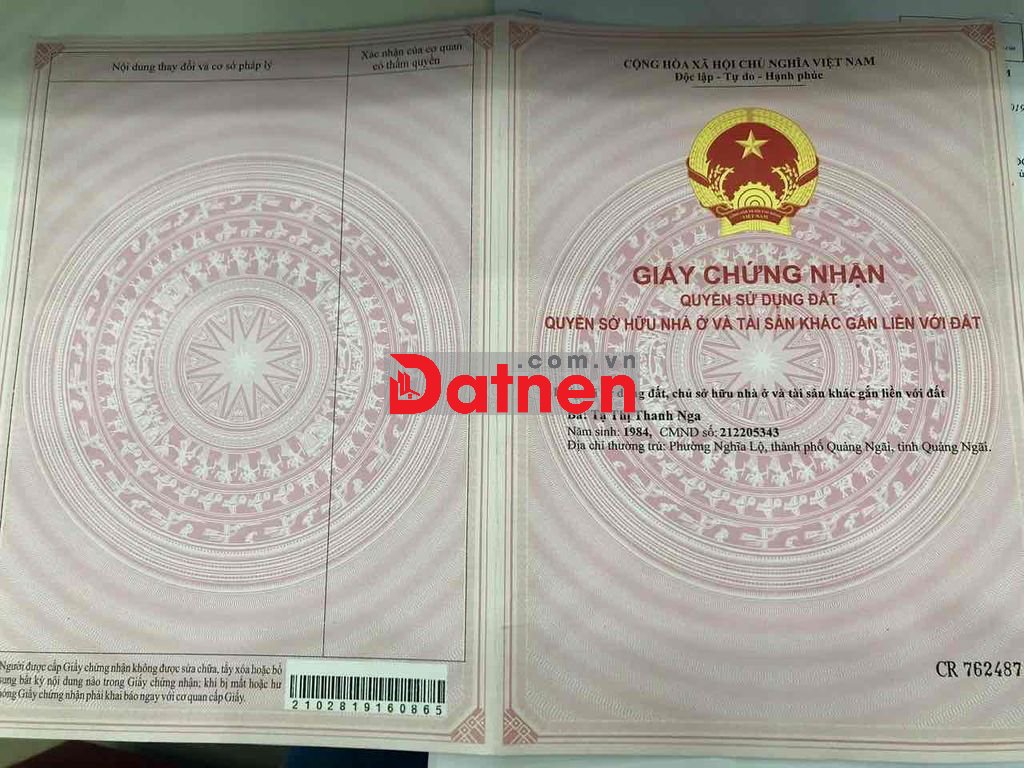 Nội dung thay đổi và cơ sở pháp lý
Xác nhận của cơ quan
có thẩm quyền
Người được cấp Giấy chứng nhận không được sửa chữa, tẩy xóa hoặc bổ
sung bất kỳ nội dung nào trong Giấy chứng nhận; khi bị mất hoặc hư
hỏng Giấy chứng nhận phải khai báo ngay với cơ quan cấp Giấy.
2102819160865
CỘNG HÒA XÃ HỘI CHỦ NGHĨA VIỆT NAM
Độc lập - Tự do - Hạnh phúc
VIỆT NAM
GIẤY CHỨNG NHẬN
QUYỀN SỬ DỤNG ĐẤT
QUYỀN SỞ HỮU NHÀ Ở VÀ TÀI SẢN KHÁC GẮN LIỀN VỚI ĐẤT
.com.vn
Datnen
đất, chủ sở hữu nhà ở và tài sản khác gắn liền với đất
Bà: Tạ Thị Thanh Nga
Năm sinh: 1984, CMND số: 212205343
Địa chỉ thường trú: Phường Nghĩa Lộ, thành phố Quảng Ngãi, tỉnh Quảng Ngãi.
CR 762487